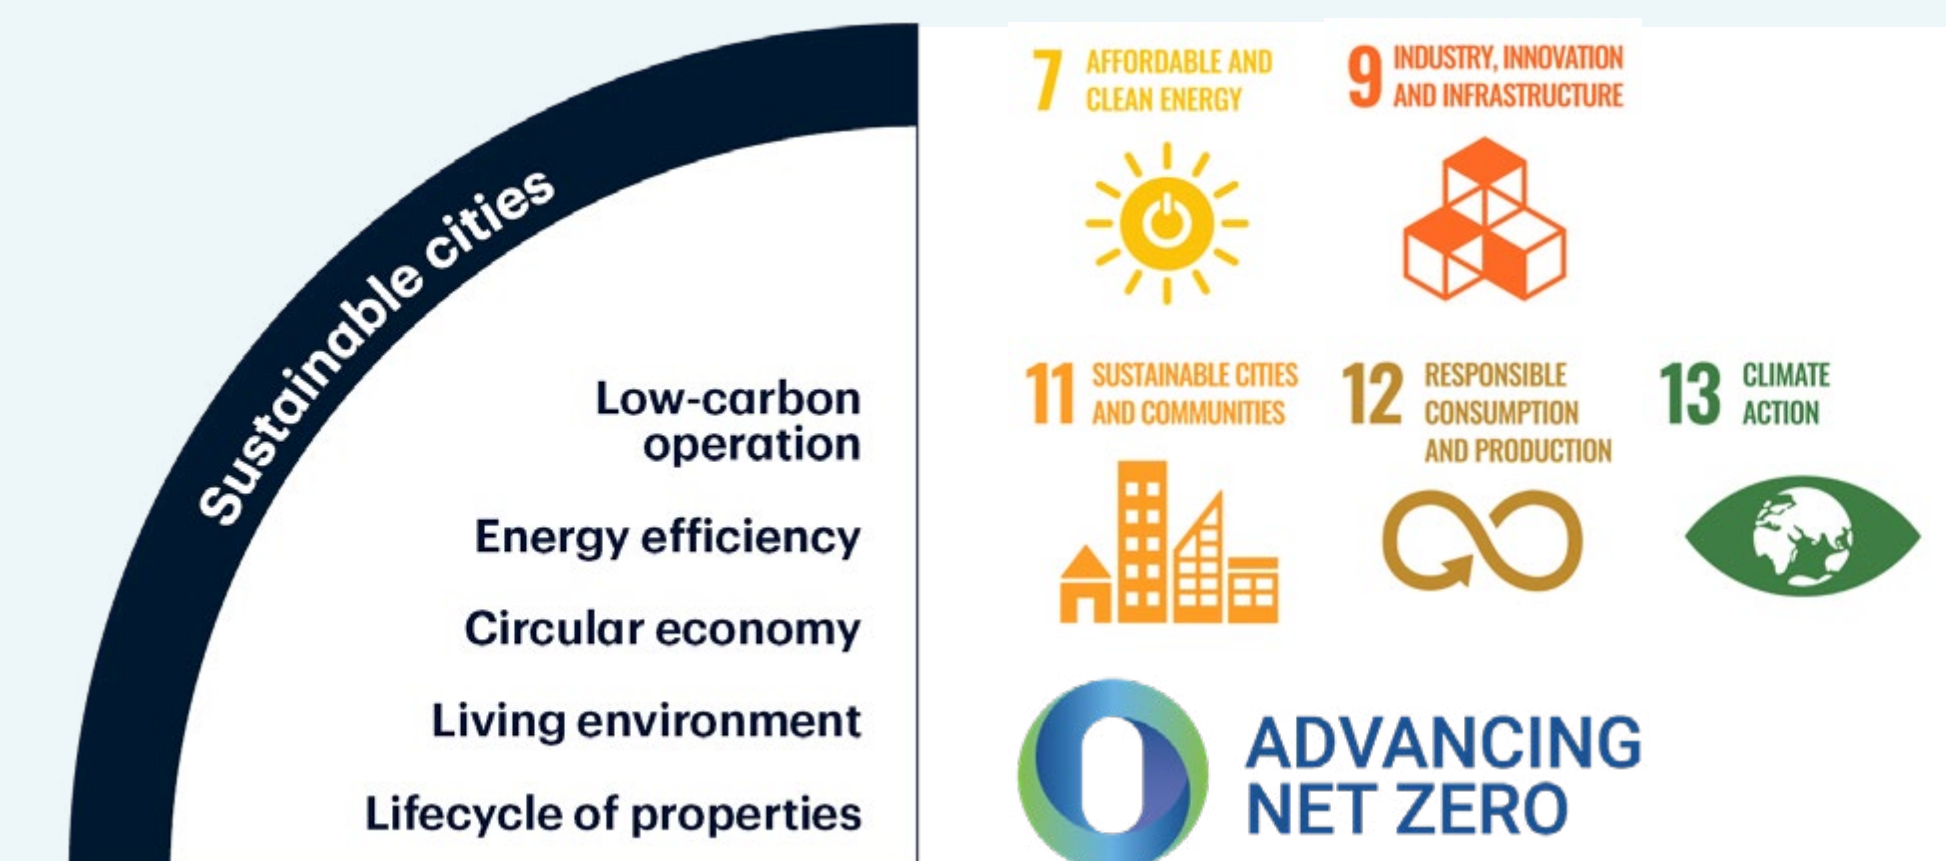 Sustainable cities
Low-carbon
operation
Energy efficiency
Circular economy
Living environment
Lifecycle of properties
7 AFFORDABLE AND
CLEAN ENERGY
9 INDUSTRY, INNOVATION
AND INFRASTRUCTURE
11 SUSTAINABLE CITIES
AND COMMUNITIES
12 RESPONSIBLE
CONSUMPTION
AND PRODUCTION
13 CLIMATE
ACTION
ADVANCING
NET ZERO